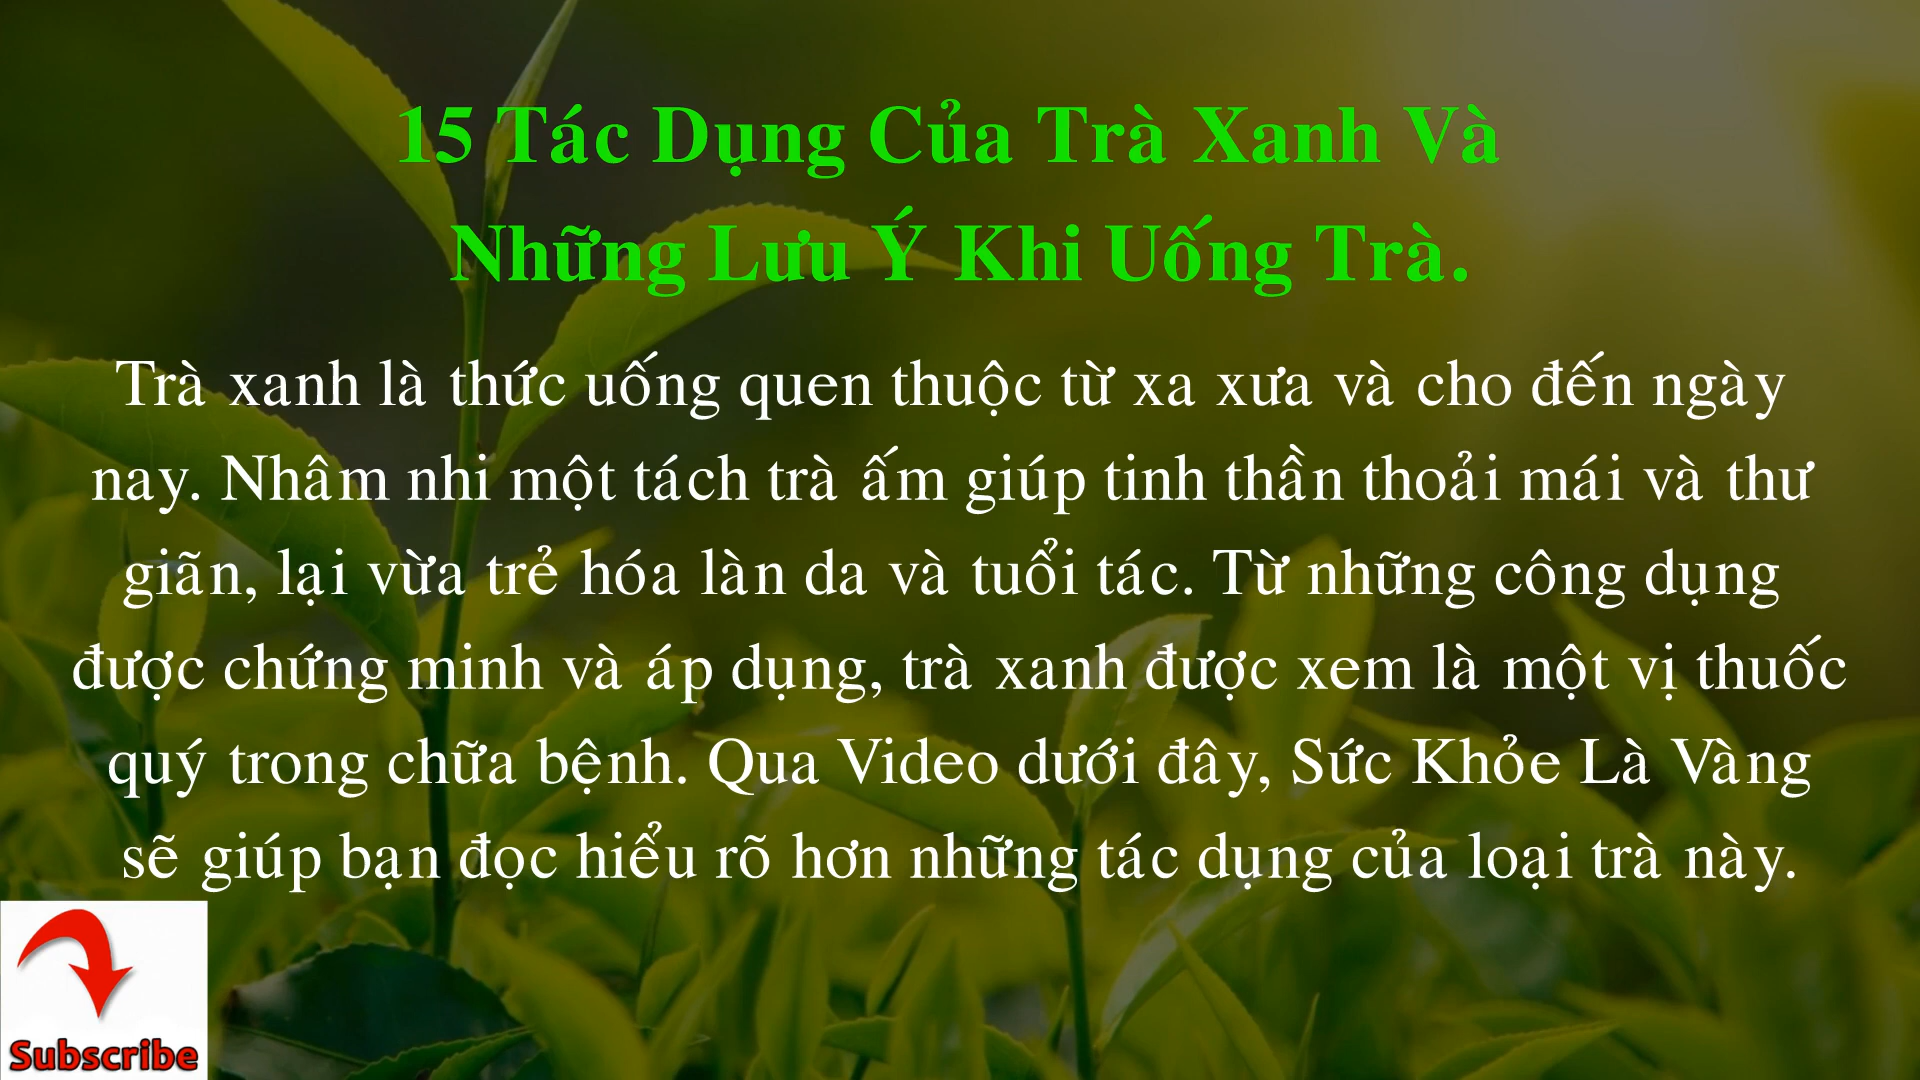 15 Tác Dụng Của Trà Xanh Và
Những Lưu Ý Khi Uống Trà.
Trà xanh là thức uống quen thuộc từ xa xưa và cho đến ngày
nay. Nhâm nhi một tách trà ấm giúp tinh thần thoải mái và thư
giãn, lại vừa trẻ hóa làn da và tuổi tác. Từ những công dụng
được chứng minh và áp dụng, trà xanh được xem là một vị thuốc
quý trong chữa bệnh. Qua Video dưới đây, Sức Khỏe Là Vàng
sẽ giúp bạn đọc hiểu rõ hơn những tác dụng của loại trà này.
Subscribe